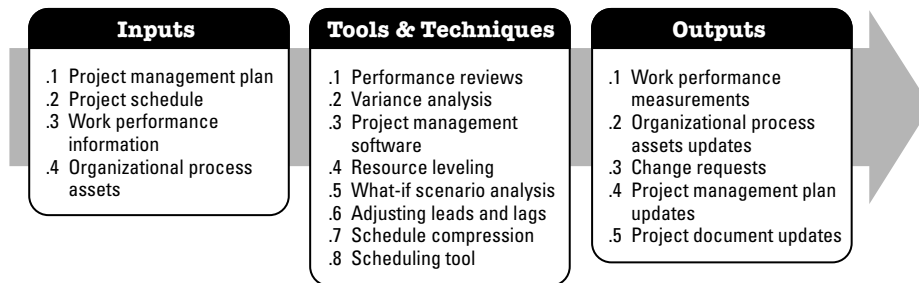 Inputs
.1 Project management plan
.2 Project schedule
.3 Work performance
information
.4 Organizational process
assets
Tools & Techniques
.1 Performance reviews
.2 Variance analysis
.3 Project management
software
.4 Resource leveling
.5 What-if scenario analysis
.6 Adjusting leads and lags
.7 Schedule compression
.8 Scheduling tool
Outputs
.1 Work performance
measurements
.2 Organizational process
assets updates
.3 Change requests
.4 Project management plan
updates
.5 Project document updates